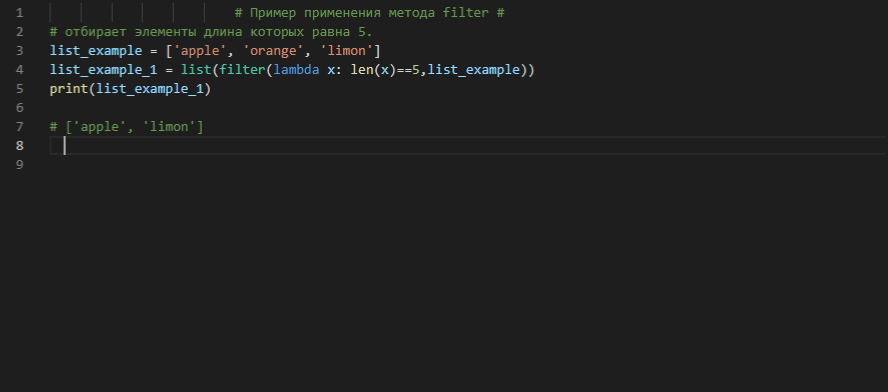 1 # Пример применения метода filter #
2 # отбирает элементы длина которых равна 5.
3 list_example = ['apple', 'orange', 'limon']
4 list_example_1 = list(filter(lambda x: len(x)==5,list_example))
5 print(list_example_1)
6
7 # ['apple', 'limon']
8
9